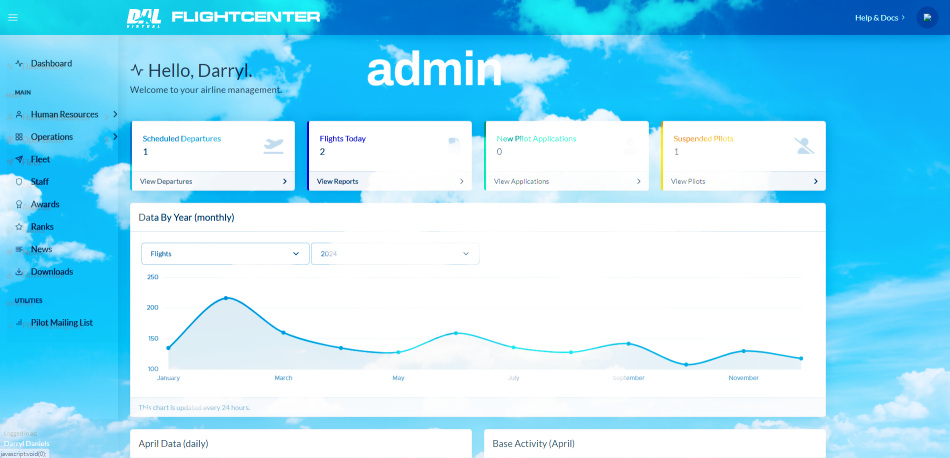 DAL VIRTUAL FLIGHTCENTER
Help & Docs
admin
Hello, Darryl.
Welcome to your airline management.
Dashboard
MAIN
Human Resources
Operations
Fleet
Staff
Awards
Ranks
News
Downloads
UTILITIES
Pilot Mailing List
Scheduled Departures
1
View Departures
Flights Today
2
View Reports
New Pilot Applications
0
View Applications
Suspended Pilots
1
View Pilots
Data By Year (monthly)
Flights
2024
250
200
150
100
January March May July September November
This chart is updated every 24 hours.
April Data (daily)
Base Activity (April)
Logged in as:
Darryl Daniels
javascript:void(0);